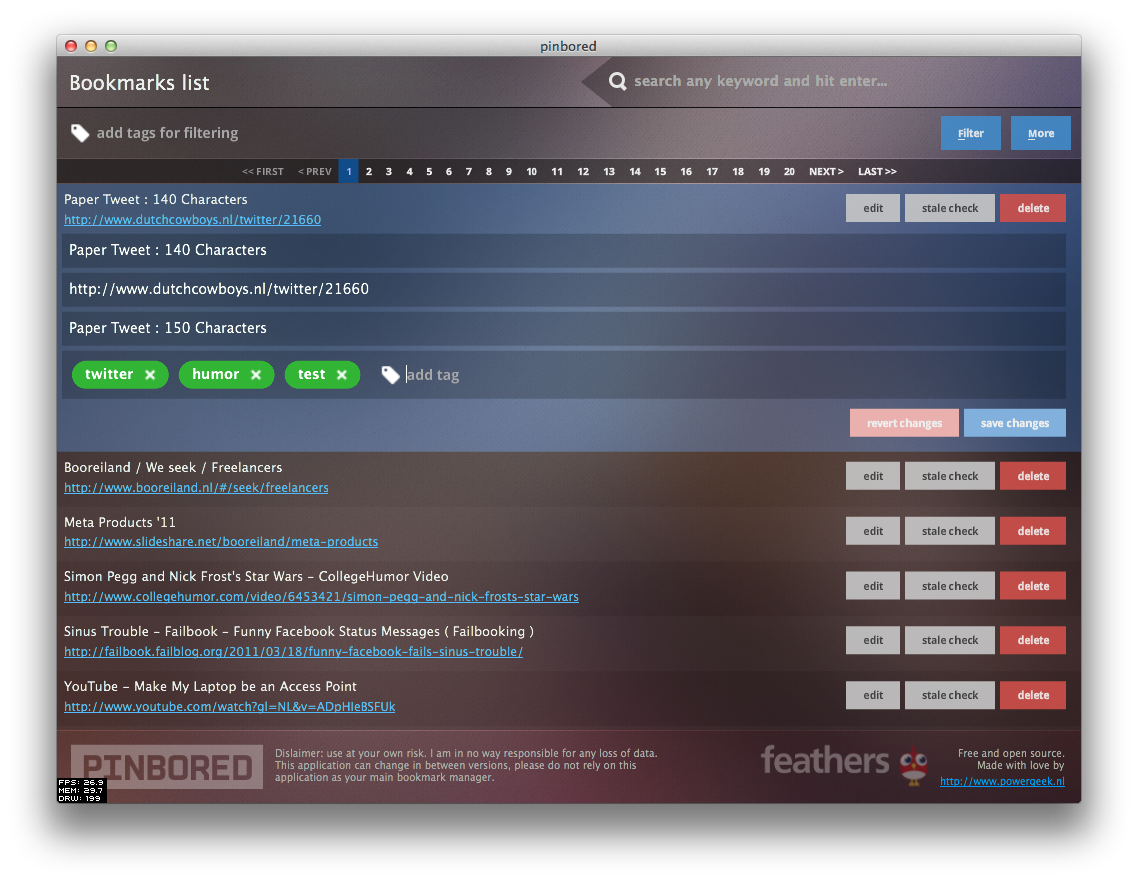 pinbored
Bookmarks list
search any keyword and hit enter...
add tags for filtering
Filter
More
<< FIRST < PREV 1 2 3 4 5 6 7 8 9 10 11 12 13 14 15 16 17 18 19 20 NEXT > LAST >>
Paper Tweet : 140 Characters
http://www.dutchcowboys.nl/twitter/21660
edit stale check delete
Paper Tweet : 140 Characters
http://www.dutchcowboys.nl/twitter/21660
Paper Tweet : 150 Characters
twitter × humor × test × add tag
revert changes save changes
Booreiland / We seek / Freelancers
http://www.booreiland.nl/#/seek/freelancers
edit stale check delete
Meta Products '11
http://www.slideshare.net/booreiland/meta-products
edit stale check delete
Simon Pegg and Nick Frost's Star Wars – CollegeHumor Video
http://www.collegehumor.com/video/6453421/simon-pegg-and-nick-frosts-star-wars
edit stale check delete
Sinus Trouble – Failbook – Funny Facebook Status Messages ( Failbooking )
http://failbook.failblog.org/2011/03/18/funny-facebook-fails-sinus-trouble/
edit stale check delete
YouTube – Make My Laptop be an Access Point
http://www.youtube.com/watch?gl=NL&v=ADpHIeBSFUk
edit stale check delete
PINBORED
Dislaimer: use at your own risk. I am in no way responsible for any loss of data.
This application can change in between versions, please do not rely on this
application as your main bookmark manager.
feathers
Free and open source.
Made with love by
http://www.powergeek.nl
FPS: 26.9
MEM: 29.7
DRW: 199